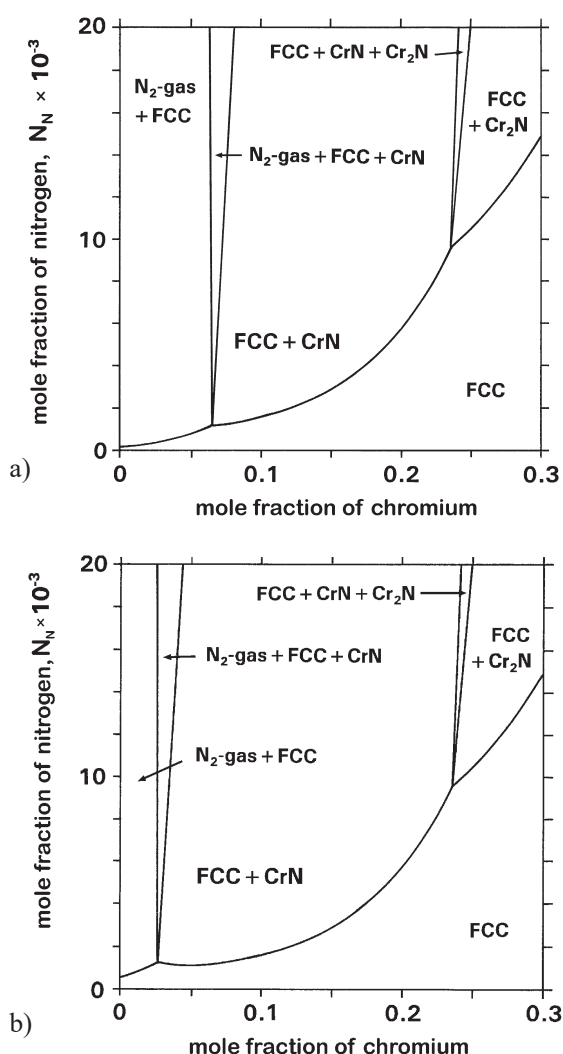 20
10
0
mole fraction of nitrogen, N_N × 10⁻³
N₂-gas
+ FCC
FCC + CrN + Cr₂N
FCC
+ Cr₂N
N₂-gas + FCC + CrN
FCC + CrN
FCC
0 0.1 0.2 0.3
mole fraction of chromium
a)
20
10
0
mole fraction of nitrogen, N_N × 10⁻³
FCC + CrN + Cr₂N
FCC
+ Cr₂N
N₂-gas + FCC + CrN
N₂-gas + FCC
FCC + CrN
FCC
0 0.1 0.2 0.3
mole fraction of chromium
b)